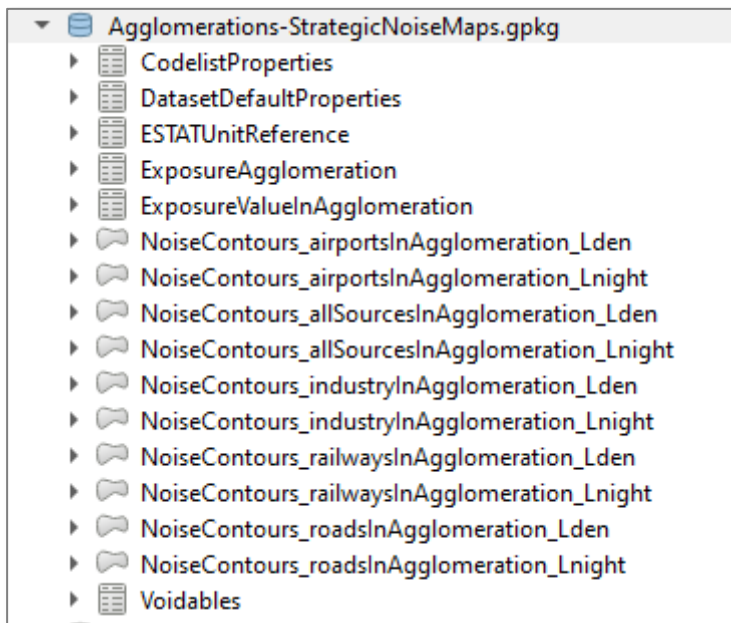 Agglomerations-StrategicNoiseMaps.gpkg
CodelistProperties
DatasetDefaultProperties
ESTATUnitReference
ExposureAgglomeration
ExposureValueInAgglomeration
NoiseContours_airportsInAgglomeration_Lden
NoiseContours_airportsInAgglomeration_Lnight
NoiseContours_allSourcesInAgglomeration_Lden
NoiseContours_allSourcesInAgglomeration_Lnight
NoiseContours_industryInAgglomeration_Lden
NoiseContours_industryInAgglomeration_Lnight
NoiseContours_railwaysInAgglomeration_Lden
NoiseContours_railwaysInAgglomeration_Lnight
NoiseContours_roadsInAgglomeration_Lden
NoiseContours_roadsInAgglomeration_Lnight
Voidables